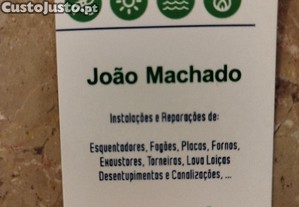 CustoJusto.pt
João Machado
Instalações e Reparações de:
Esquentadores, Fogões, Placas, Fornos,
Exaustores, Torneiras, Lava Loiças
Desentupimentos e Canalizações, ...